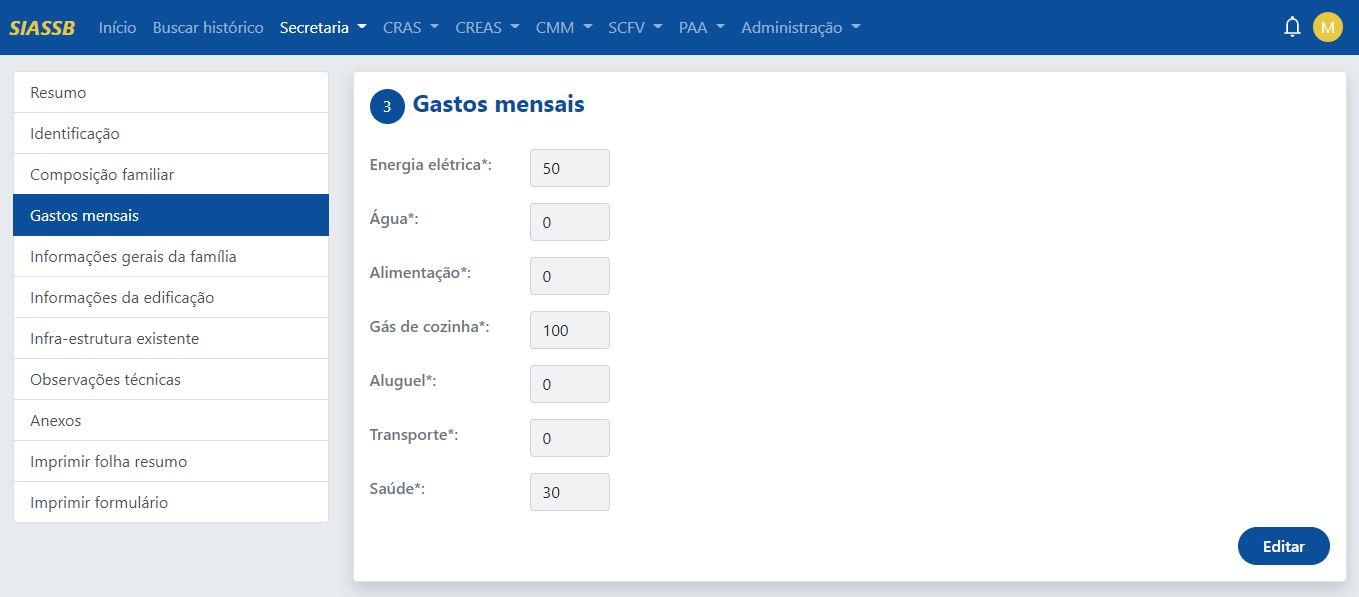 SIASSB Início Buscar histórico Secretaria CRAS CREAS CMM SCFV PAA Administração M
Resumo
Identificação
Composição familiar
Gastos mensais
Informações gerais da família
Informações da edificação
Infra-estrutura existente
Observações técnicas
Anexos
Imprimir folha resumo
Imprimir formulário
3 Gastos mensais
Energia elétrica*: 50
Água*: 0
Alimentação*: 0
Gás de cozinha*: 100
Aluguel*: 0
Transporte*: 0
Saúde*: 30
Editar